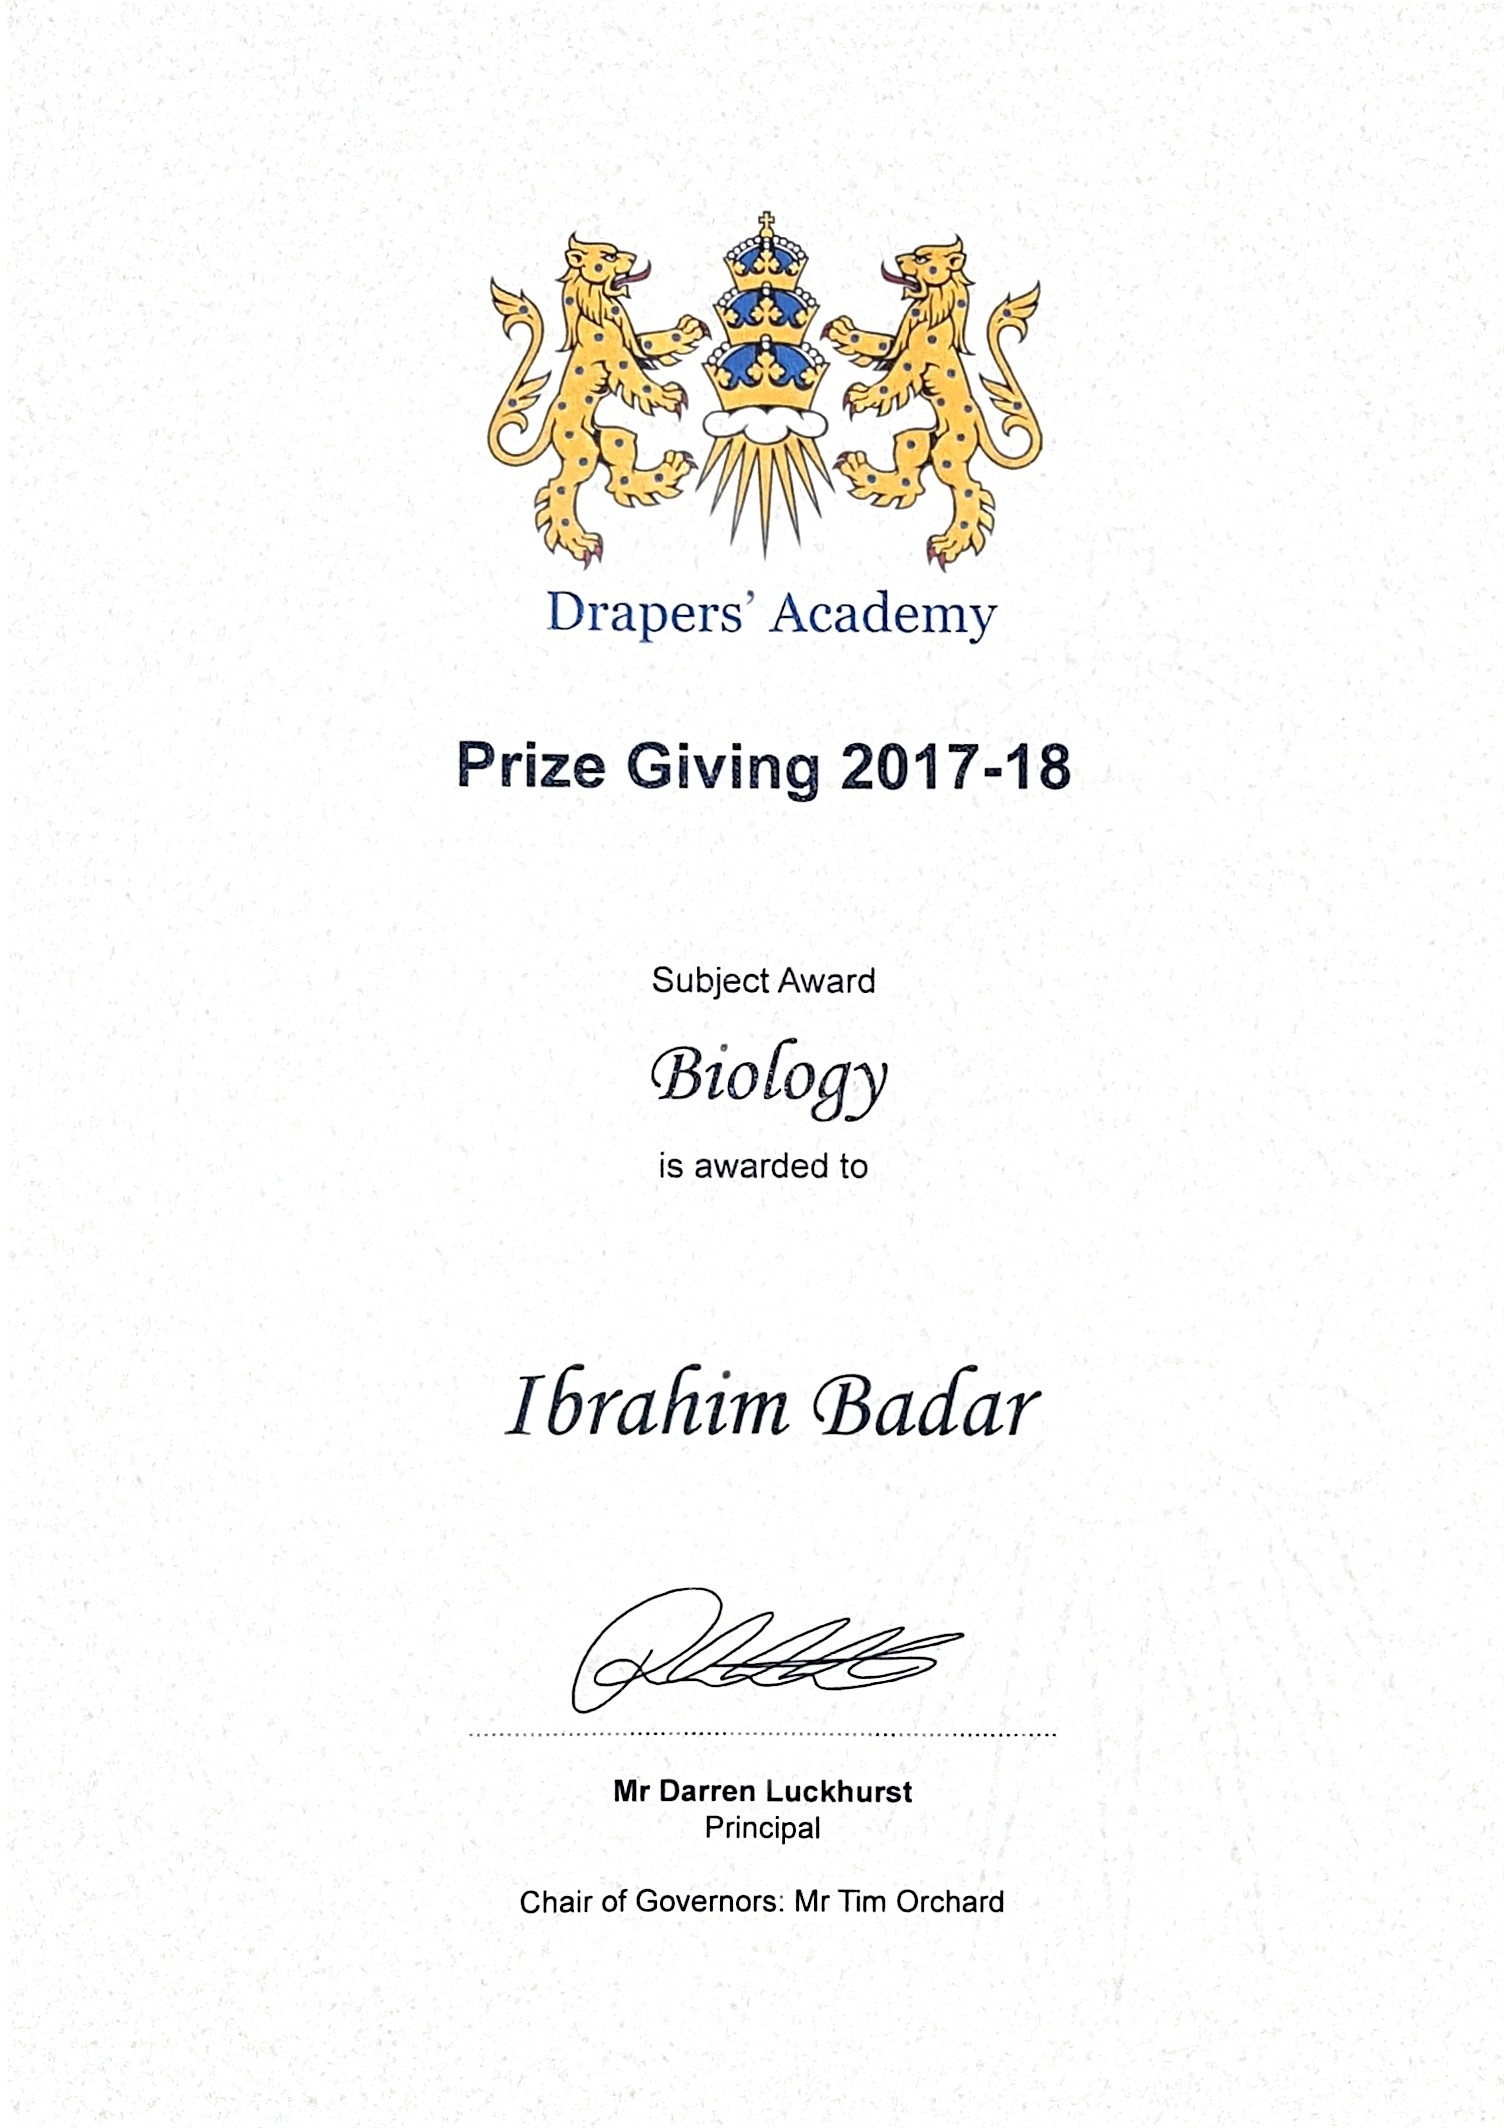 Drapers’ Academy
Prize Giving 2017-18
Subject Award
Biology
is awarded to
Ibrahim Badar
Mr Darren Luckhurst
Principal
Chair of Governors: Mr Tim Orchard